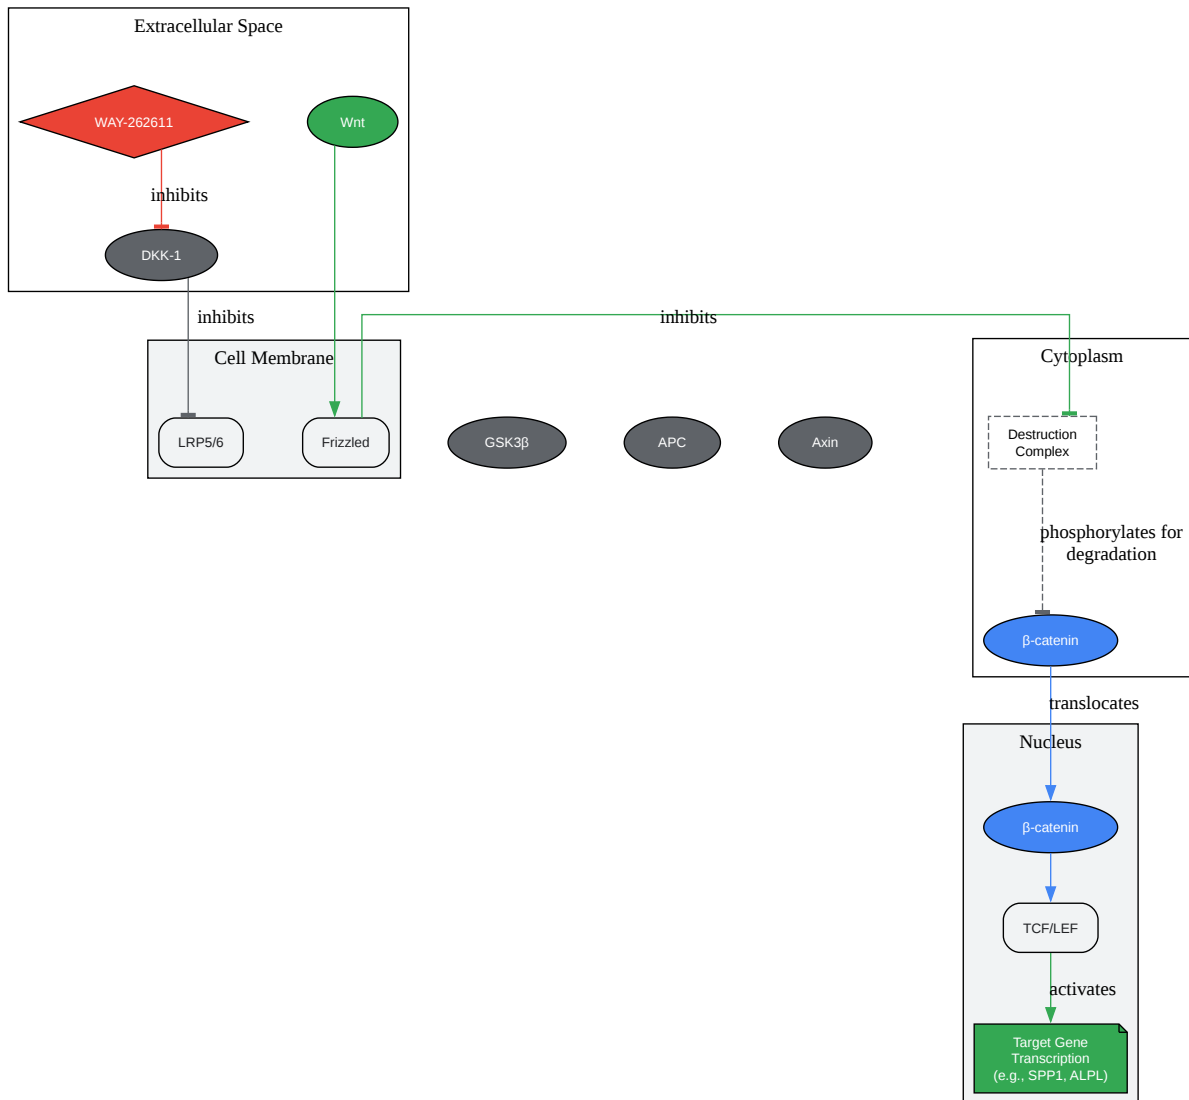 Extracellular Space
WAY-262611
Wnt
inhibits
DKK-1
inhibits
inhibits
Cell Membrane
Cytoplasm
LRP5/6
Frizzled
GSK3β
APC
Axin
Destruction
Complex
phosphorylates for
degradation
β-catenin
translocates
Nucleus
β-catenin
TCF/LEF
activates
Target Gene
Transcription
(e.g., SPP1, ALPL)